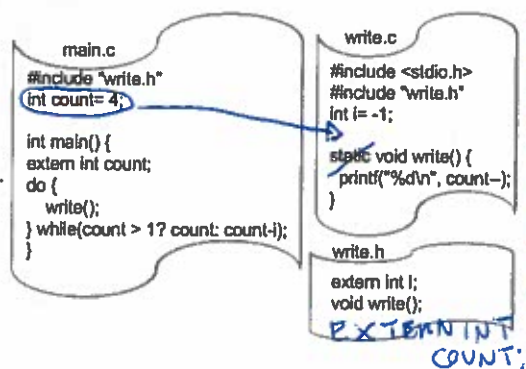 main.c
#include "write.h"
int count= 4;
int main() {
extern int count;
do {
write();
} while(count > 1? count: count-i);
}
write.c
#include <stdio.h>
#include "write.h"
int i= -1;
static void write() {
printf("%d\n", count--);
}
write.h
extern int i;
void write();
EXTERN INT
COUNT;